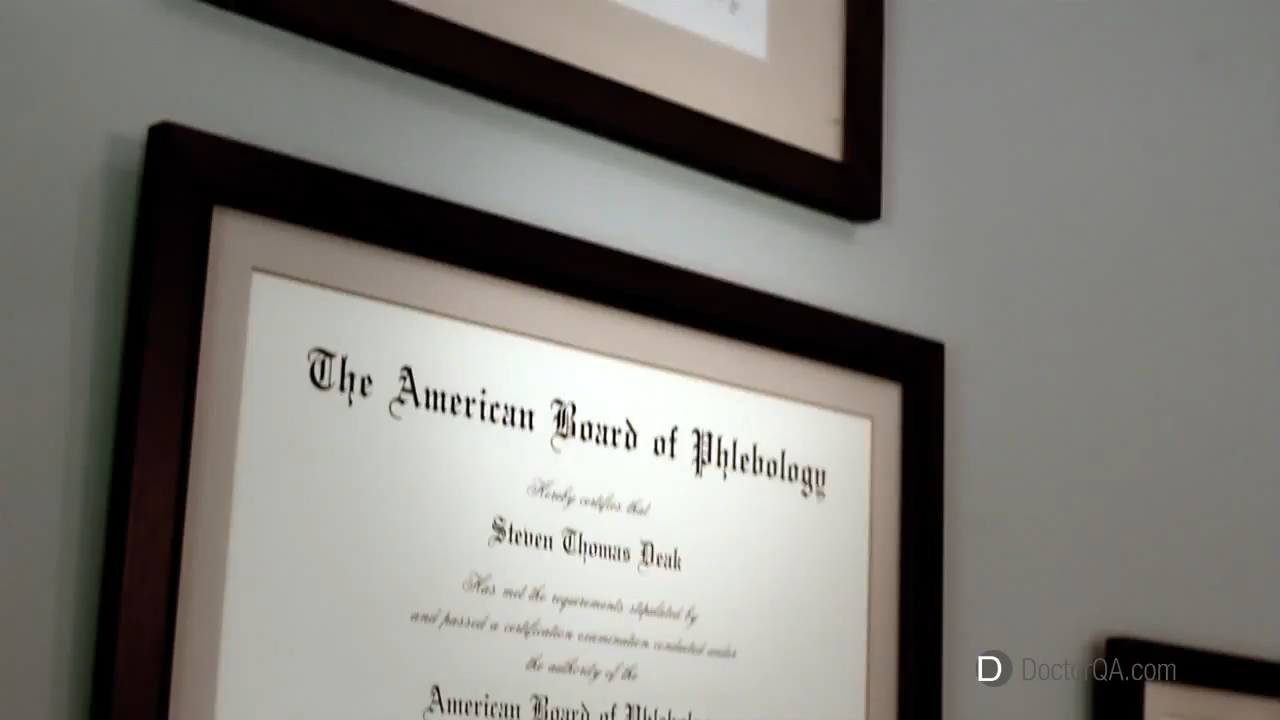 The American Board of Phlebology
Hereby certifies that
Steven Thomas Deak
Has met the requirements stipulated by
and passed a certification examination conducted under
the authority of the
American Board of Phlebology
DoctorQA.com